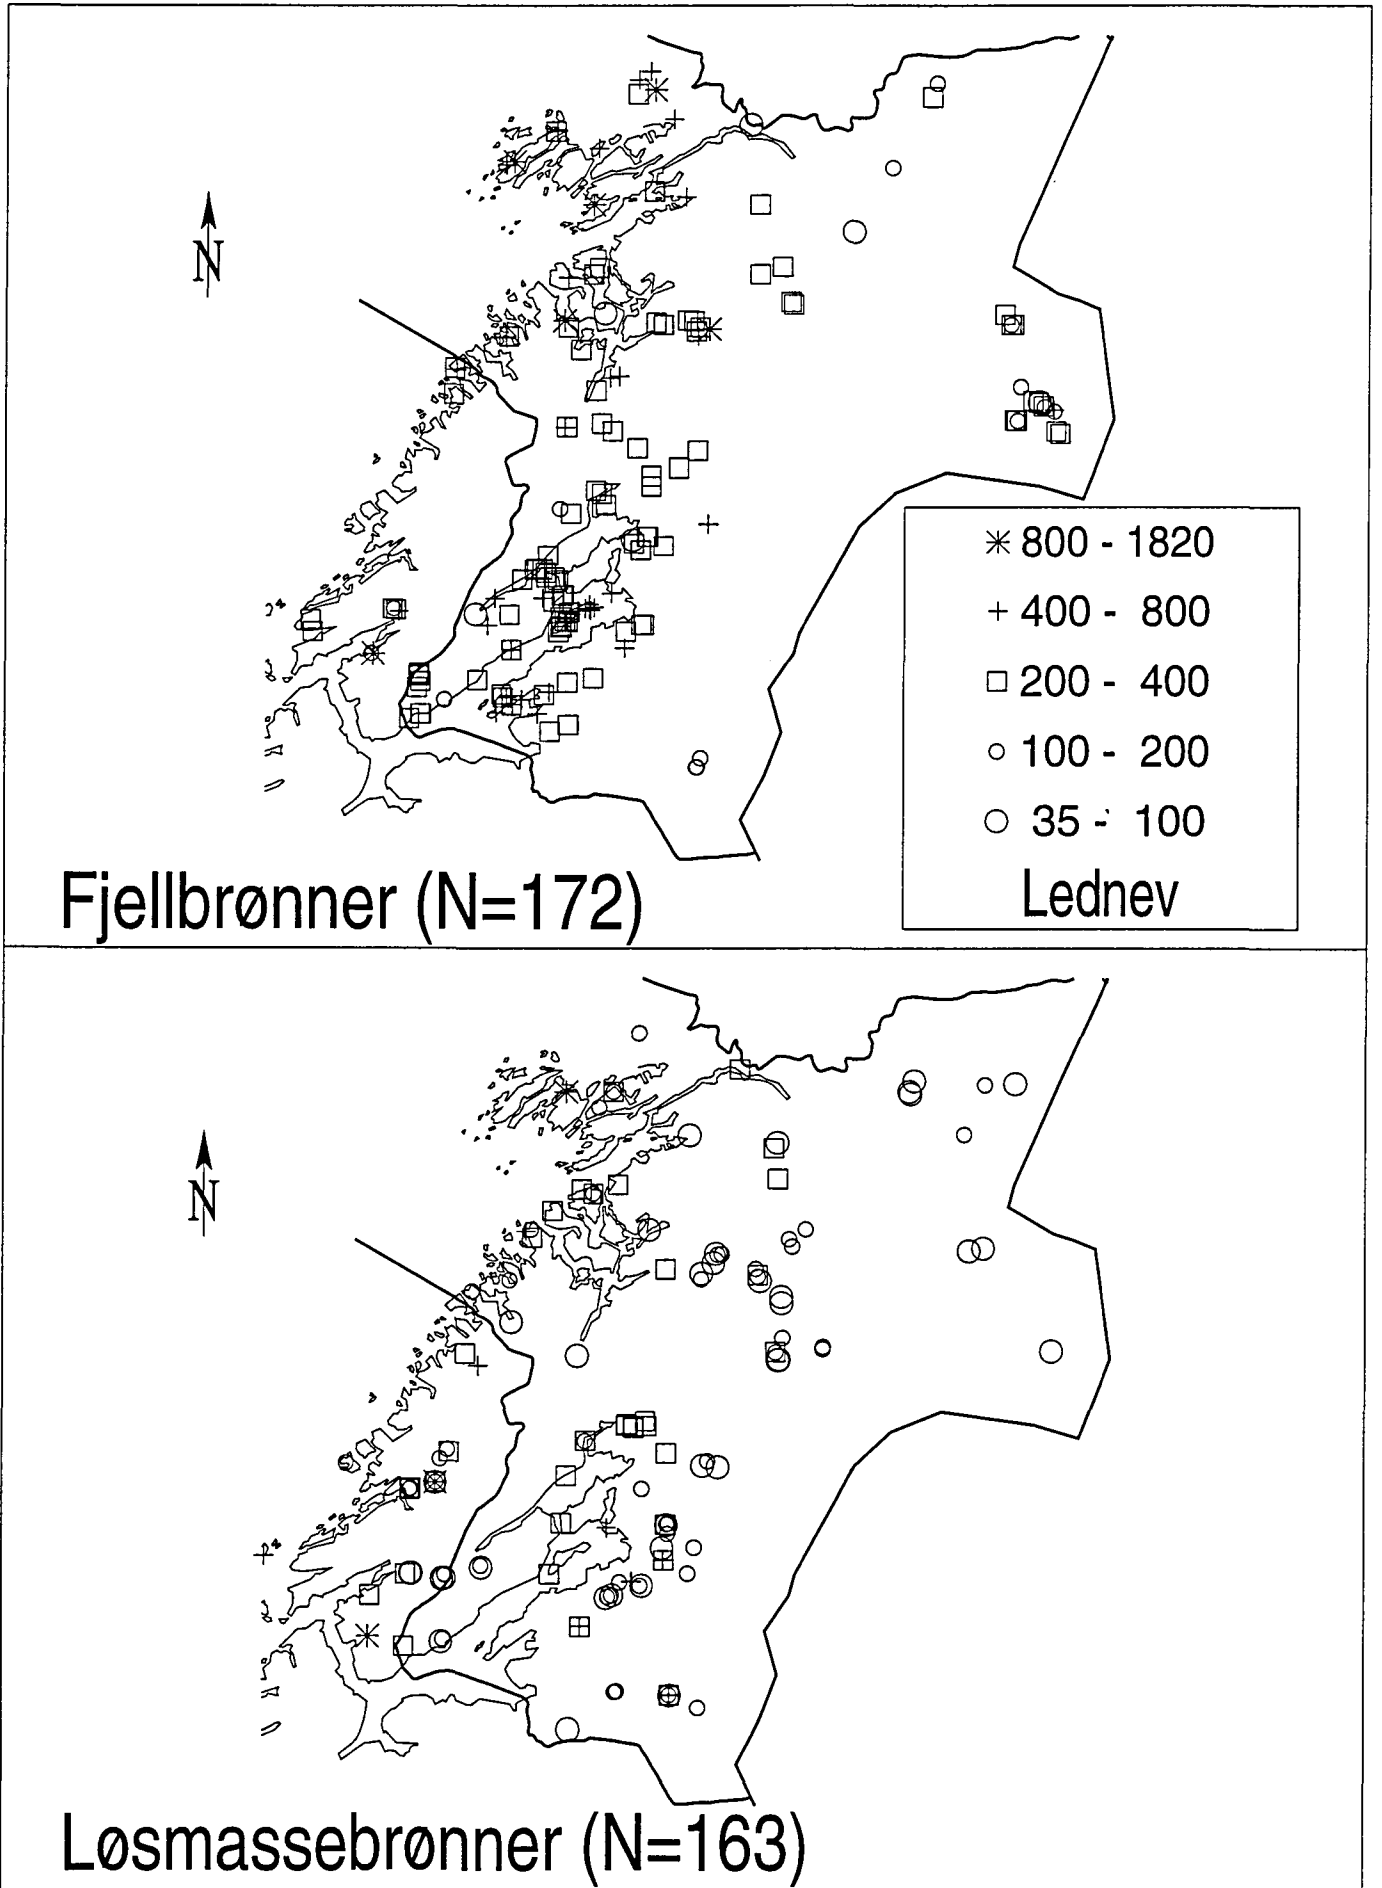 N
800 - 1820
400 - 800
200 - 400
100 - 200
35 - 100
Lednev
Fjellbrønner (N=172)
N
Løsmassebrønner (N=163)